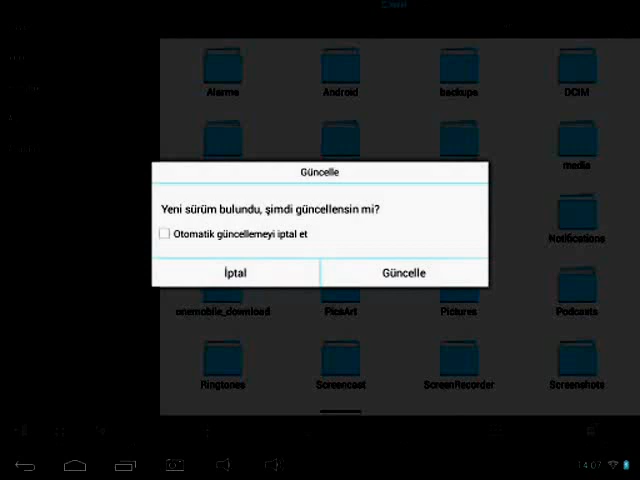 Alarms
Android
backups
DCIM
media
Güncelle
Yeni sürüm bulundu, şimdi güncellensin mi?
Otomatik güncellemeyi iptal et
İptal
Güncelle
Notifications
onemobile_download
PicsArt
Pictures
Podcasts
Ringtones
Screencast
ScreenRecorder
Screenshots
14:07